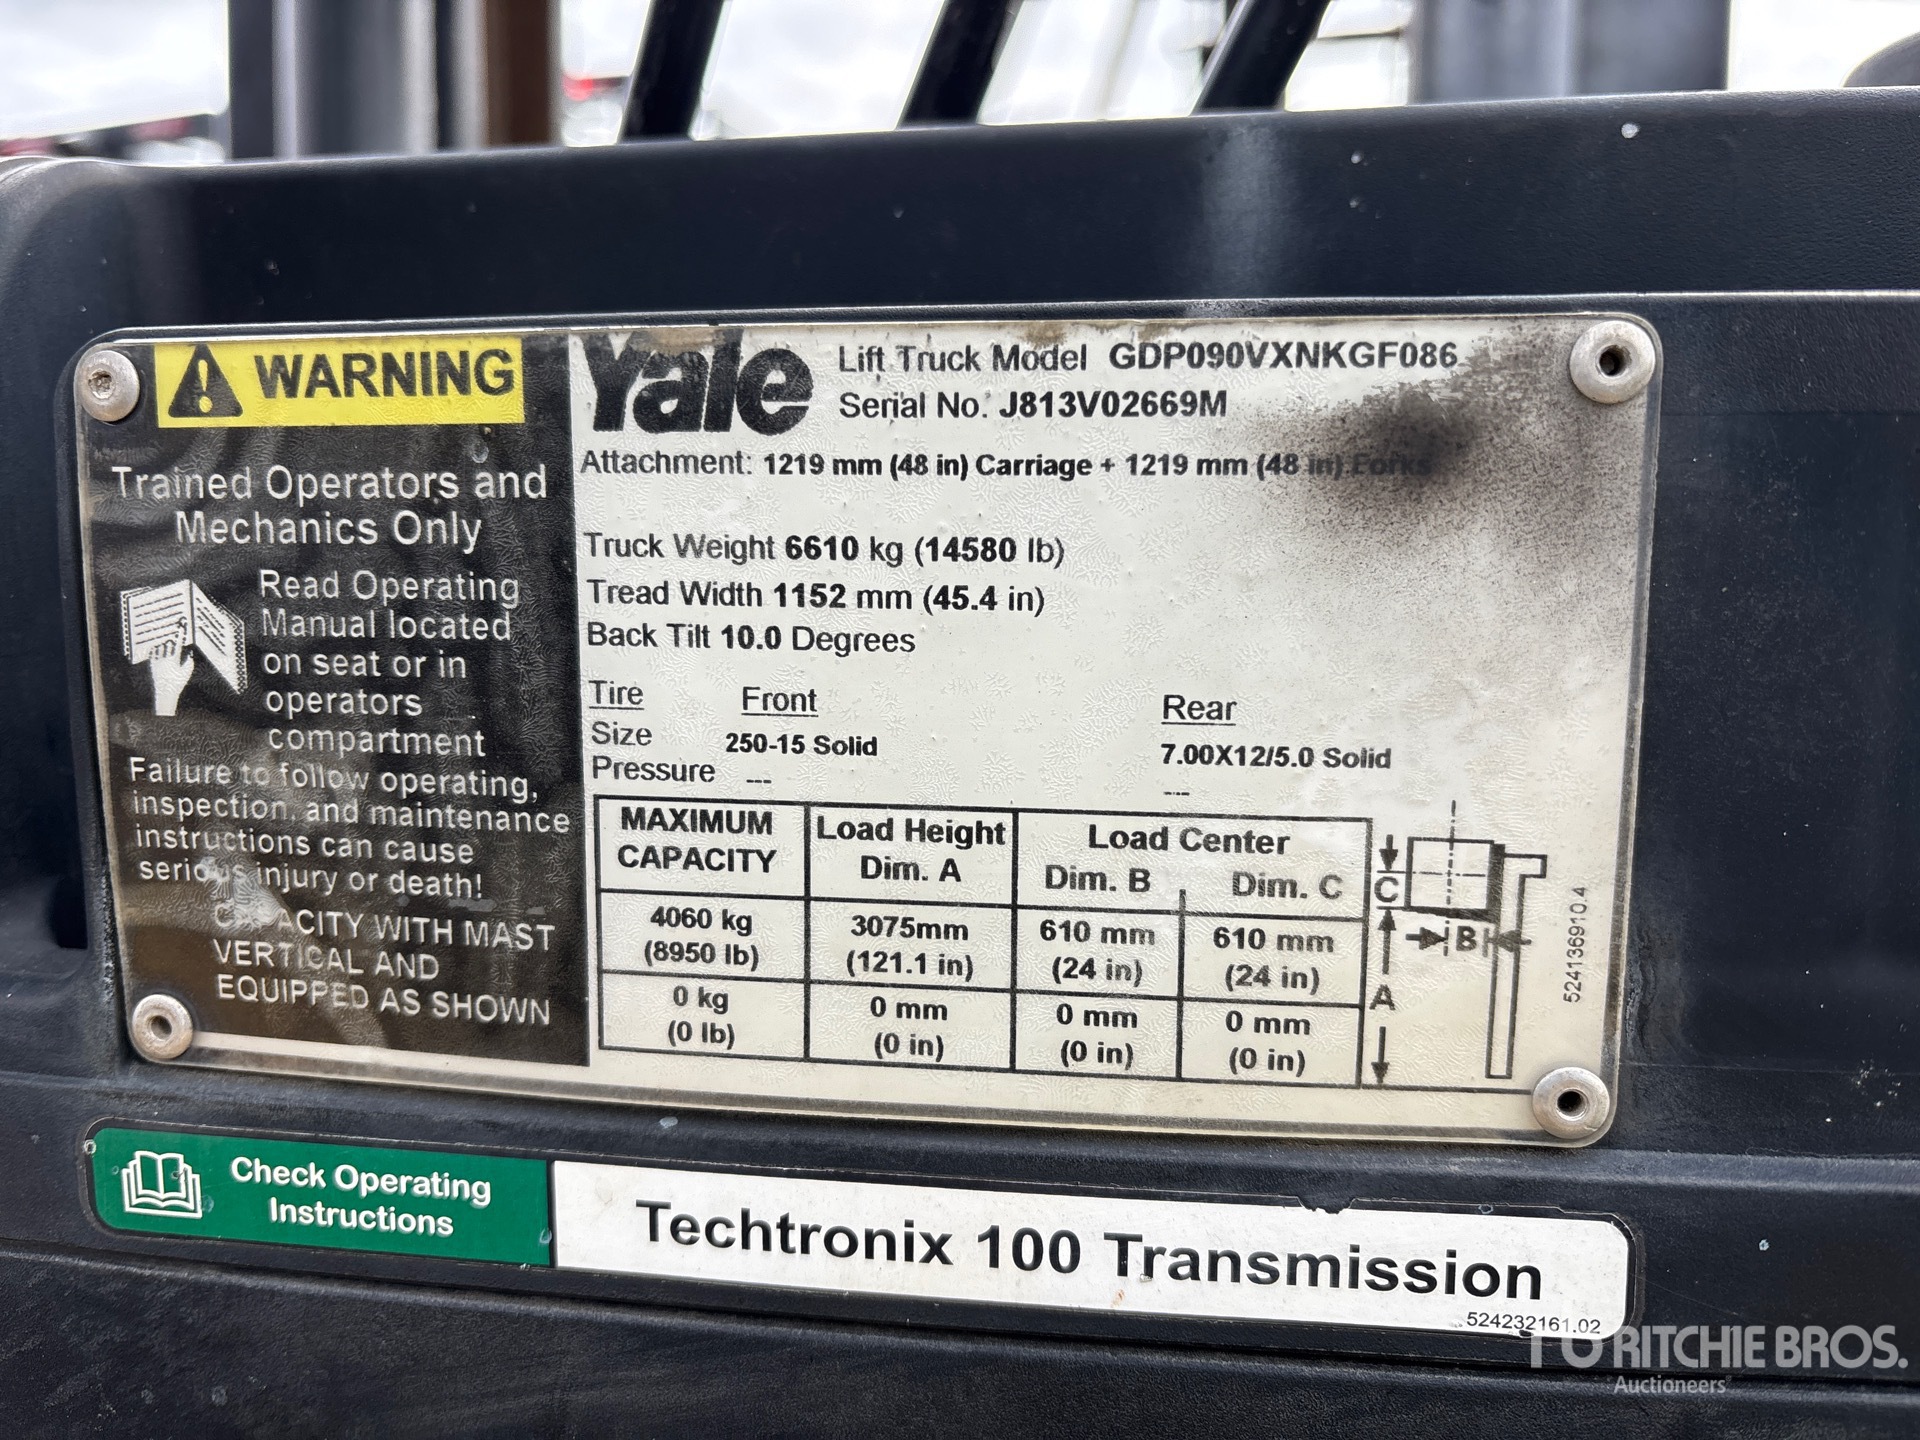 WARNING
Trained Operators and
Mechanics Only
Read Operating
Manual located
on seat or in
operators
compartment
Failure to follow operating,
inspection, and maintenance
instructions can cause
serious injury or death!
CAPACITY WITH MAST
VERTICAL AND
EQUIPPED AS SHOWN
Yale
Lift Truck Model GDP090VXNKGF086
Serial No. J813V02669M
Attachment: 1219 mm (48 in) Carriage + 1219 mm (48 in) Forks
Truck Weight 6610 kg (14580 lb)
Tread Width 1152 mm (45.4 in)
Back Tilt 10.0 Degrees
Tire Front Rear
Size 250-15 Solid 7.00X12/5.0 Solid
Pressure --- ---
MAXIMUM CAPACITY Load Height Dim. A Load Center Dim. B Dim. C
4060 kg (8950 lb) 3075mm (121.1 in) 610 mm (24 in) 610 mm (24 in)
0 kg (0 lb) 0 mm (0 in) 0 mm (0 in) 0 mm (0 in)
C
B
A
524136910.4
Check Operating
Instructions
Techtronix 100 Transmission
524232161.02
RITCHIE BROS.
Auctioneers